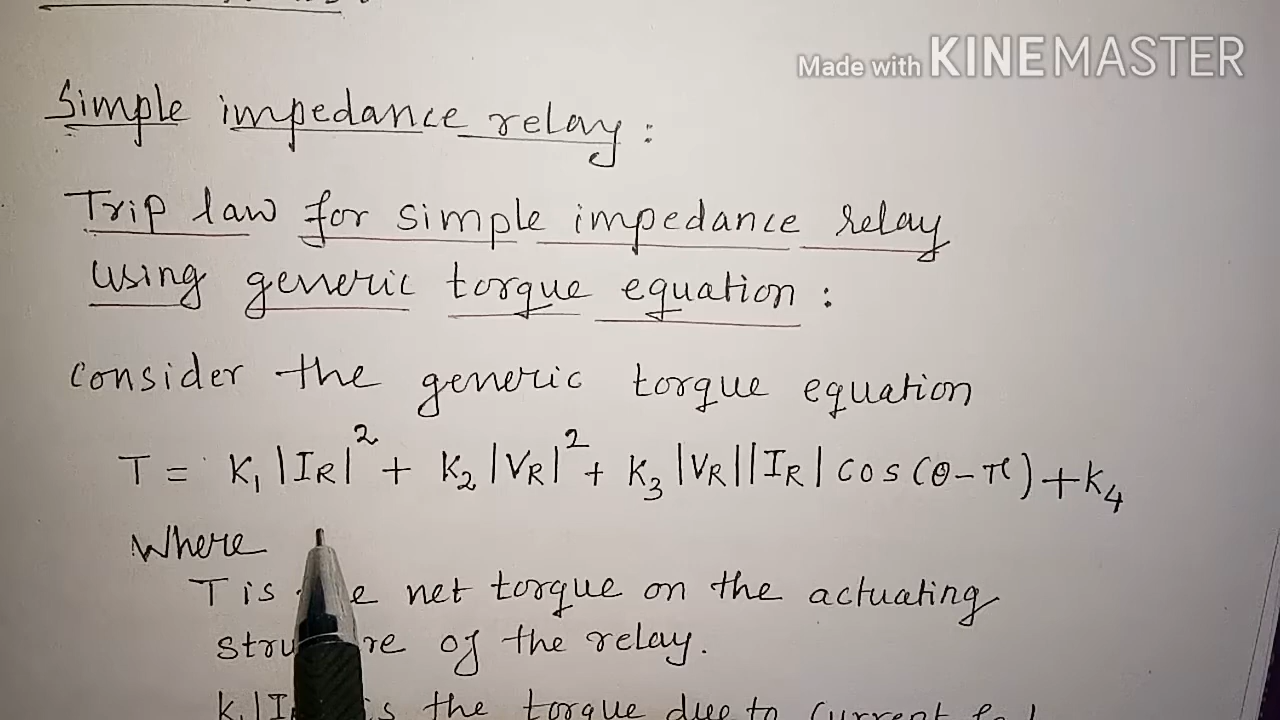 Made with KINEMASTER
Simple impedance relay :
Trip law for simple impedance relay
using generic torque equation :
consider the generic torque equation
T = K₁ |IR|² + K₂ |VR|² + K₃ |VR||IR| cos (θ-π) + K₄
Where
T is net torque on the actuating
of the relay.
the torque due to current